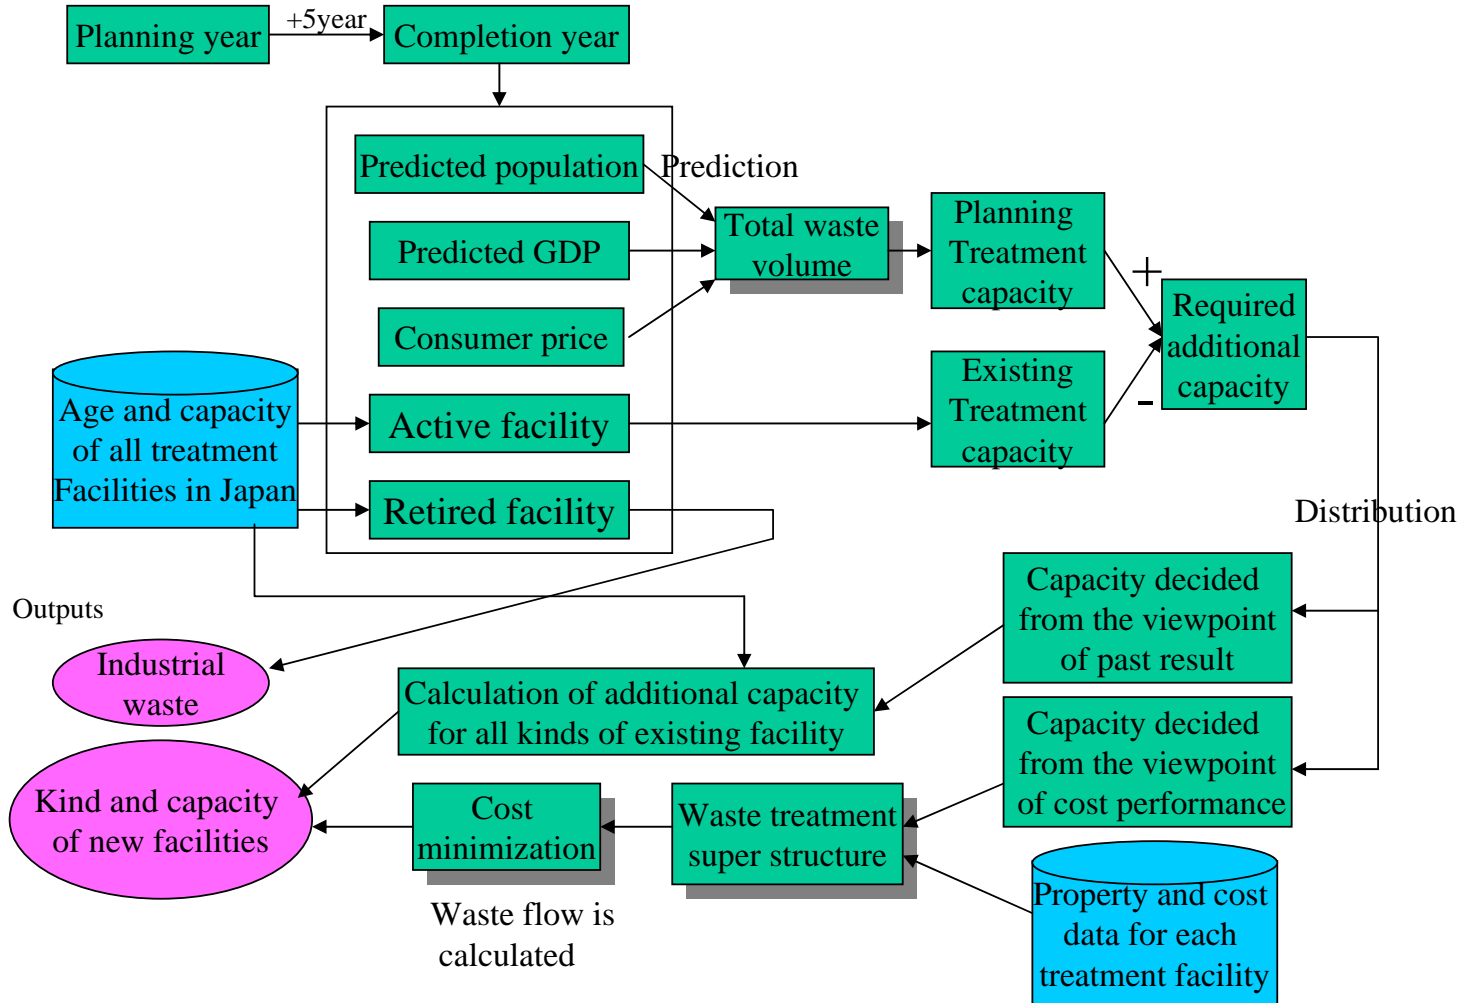 Planning year
+5year
Completion year
Predicted population
Prediction
Predicted GDP
Consumer price
Total waste
volume
Planning
Treatment
capacity
+
-
Required
additional
capacity
Age and capacity
of all treatment
Facilities in Japan
Active facility
Existing
Treatment
capacity
Retired facility
Distribution
Outputs
Industrial
waste
Capacity decided
from the viewpoint
of past result
Calculation of additional capacity
for all kinds of existing facility
Capacity decided
from the viewpoint
of cost performance
Kind and capacity
of new facilities
Cost
minimization
Waste treatment
super structure
Waste flow is
calculated
Property and cost
data for each
treatment facility